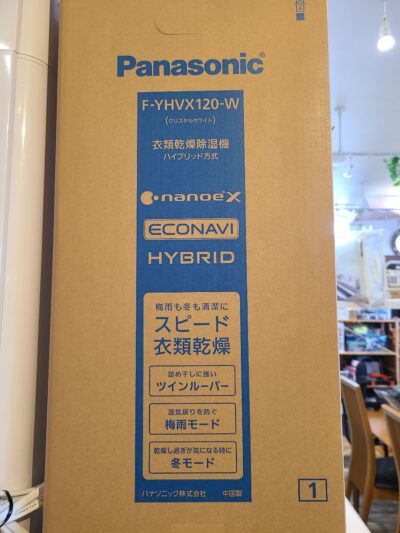 Panasonic
F-YHVX120-W
(クリスタルホワイト)
衣類乾燥除湿機
ハイブリッド方式
nanoe X
ECONAVI
HYBRID
梅雨も冬も清潔に
スピード
衣類乾燥
詰め干しに強い
ツインルーバー
湿気戻りを防ぐ
梅雨モード
乾燥し過ぎが気になる時に
冬モード
パナソニック株式会社 中国製
1